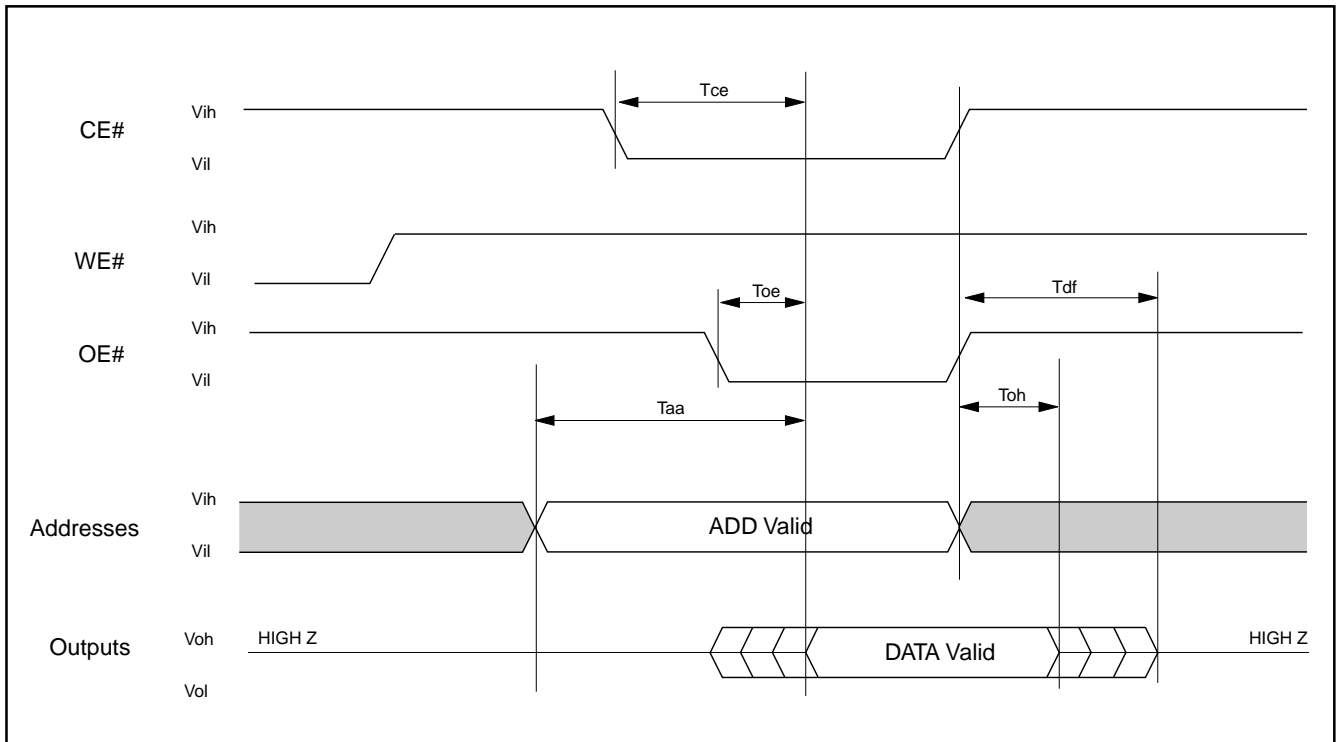 Tce
Vih
CE#
Vil
Vih
WE#
Vil
Toe
Tdf
Vih
OE#
Vil
Toh
Taa
Vih
Addresses
ADD Valid
Vil
Voh
HIGH Z
HIGH Z
Outputs
DATA Valid
Vol